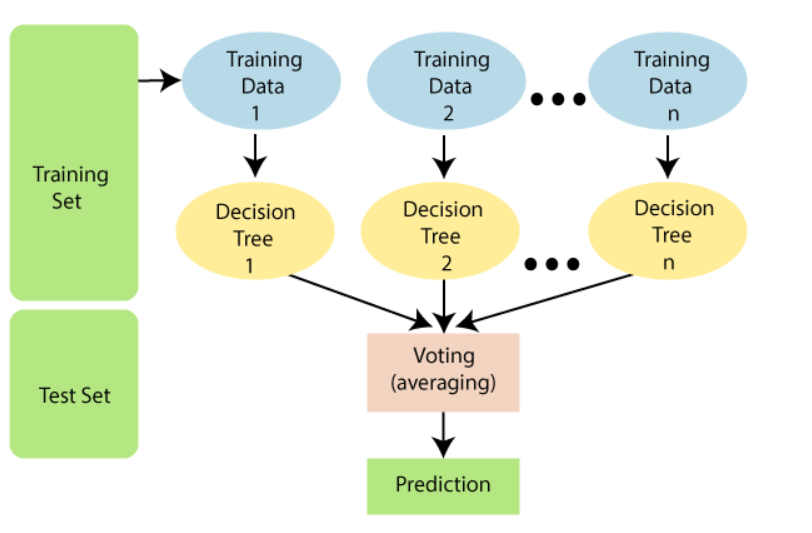 Training
Set
Training
Data
1
Training
Data
2
Training
Data
n
Decision
Tree
1
Decision
Tree
2
Decision
Tree
n
Test Set
Voting
(averaging)
Prediction